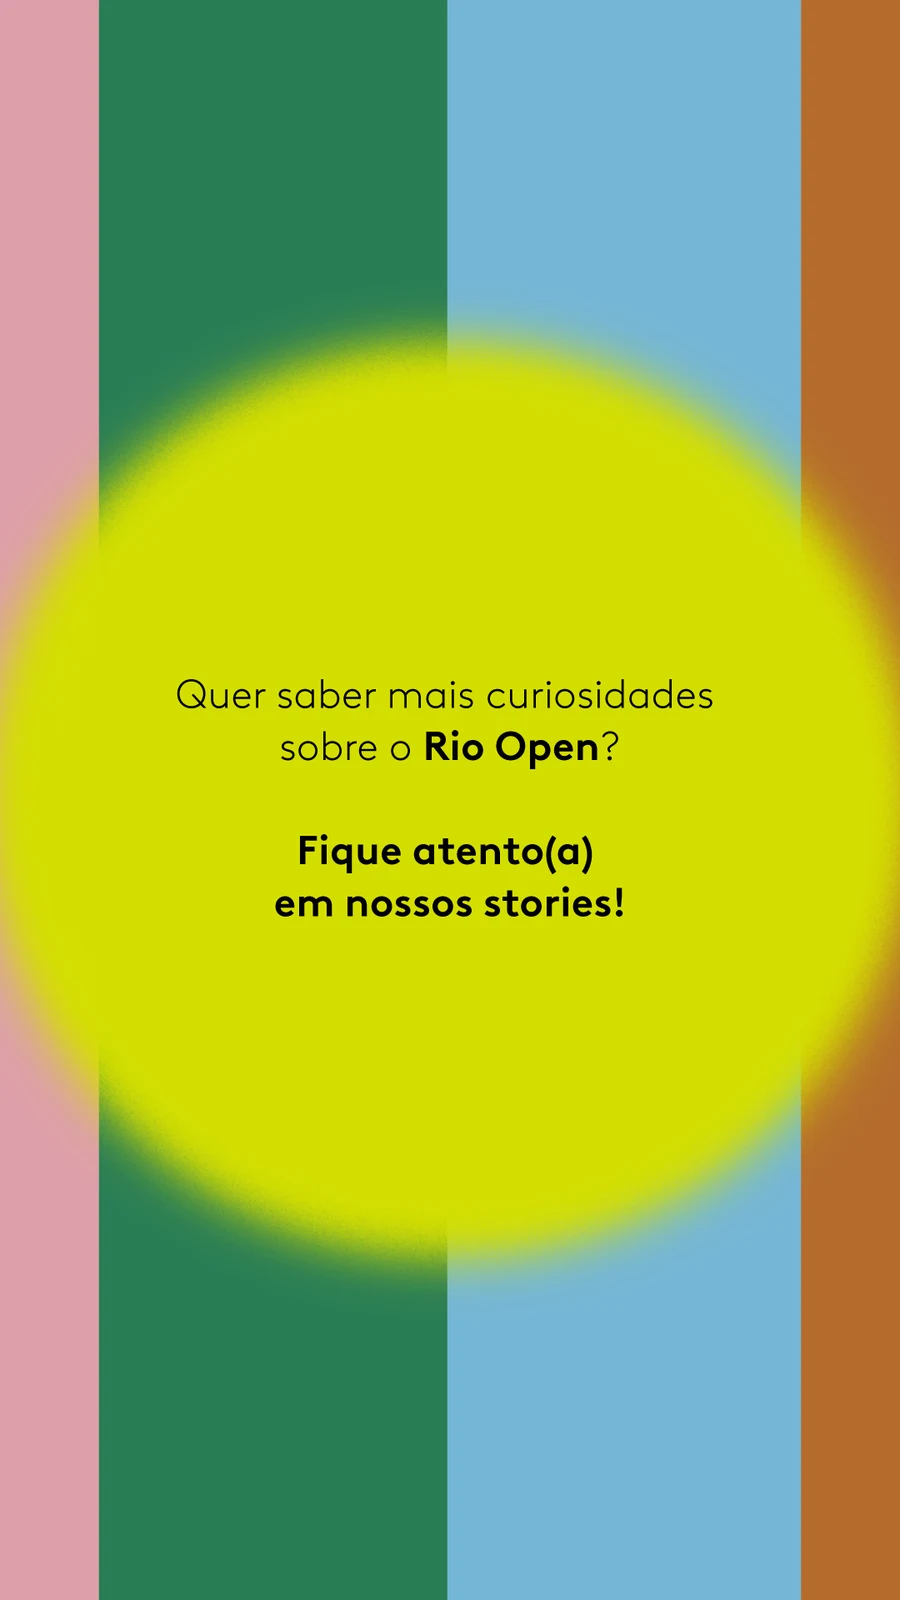 Quer saber mais curiosidades
sobre o Rio Open?
Fique atento(a)
em nossos stories!